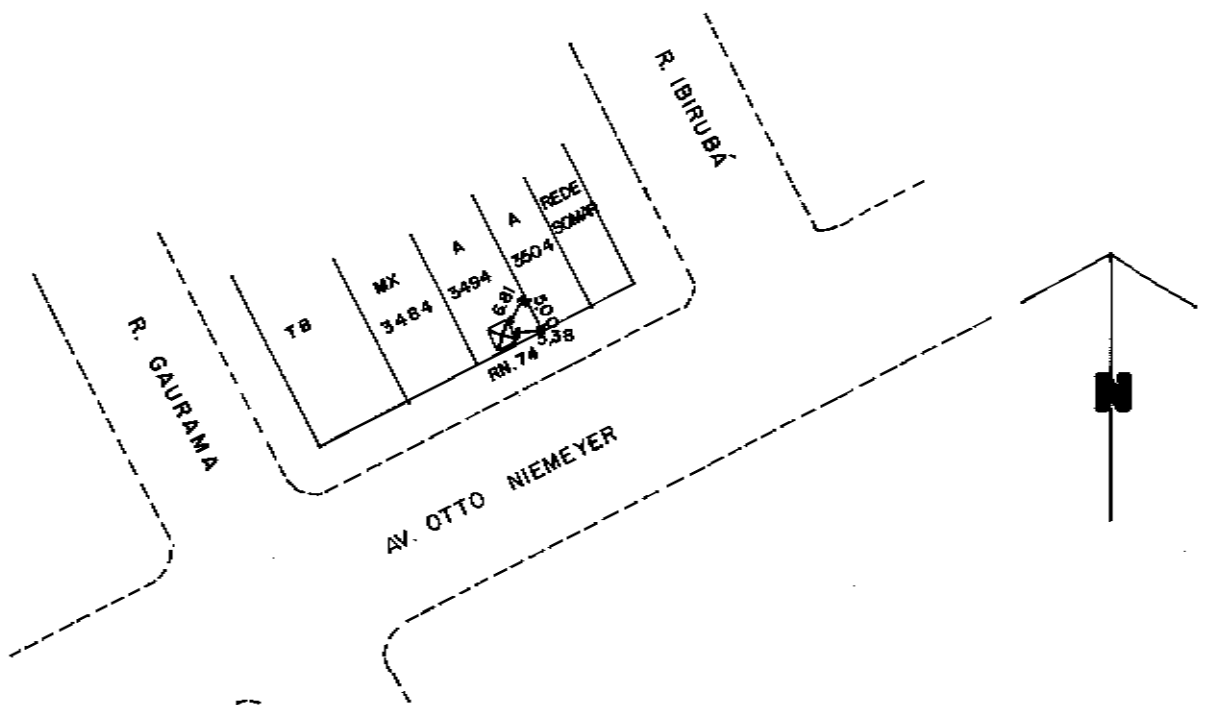 R. IBIRUBÁ
REDE
SOMAR
A
3504
A
3494
MX
3484
TB
6.81
5.00
3,38
RN. 74
R. GAURAMA
AV. OTTO NIEMEYER
N